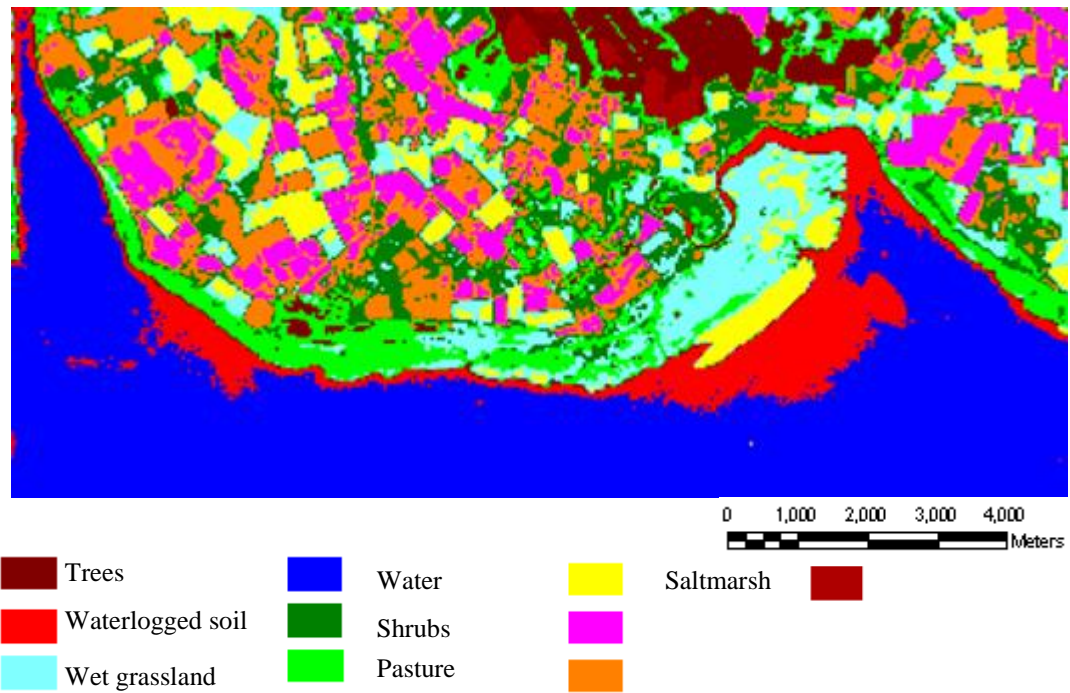 0 1,000 2,000 3,000 4,000
Meters
Trees Water Saltmarsh
Waterlogged soil Shrubs
Wet grassland Pasture